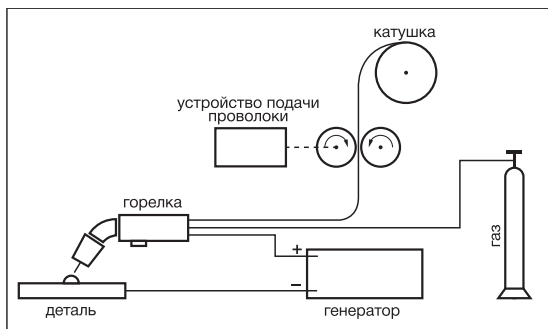 катушка
устройство подачи
проволоки
горелка
газ
+
−
деталь
генератор